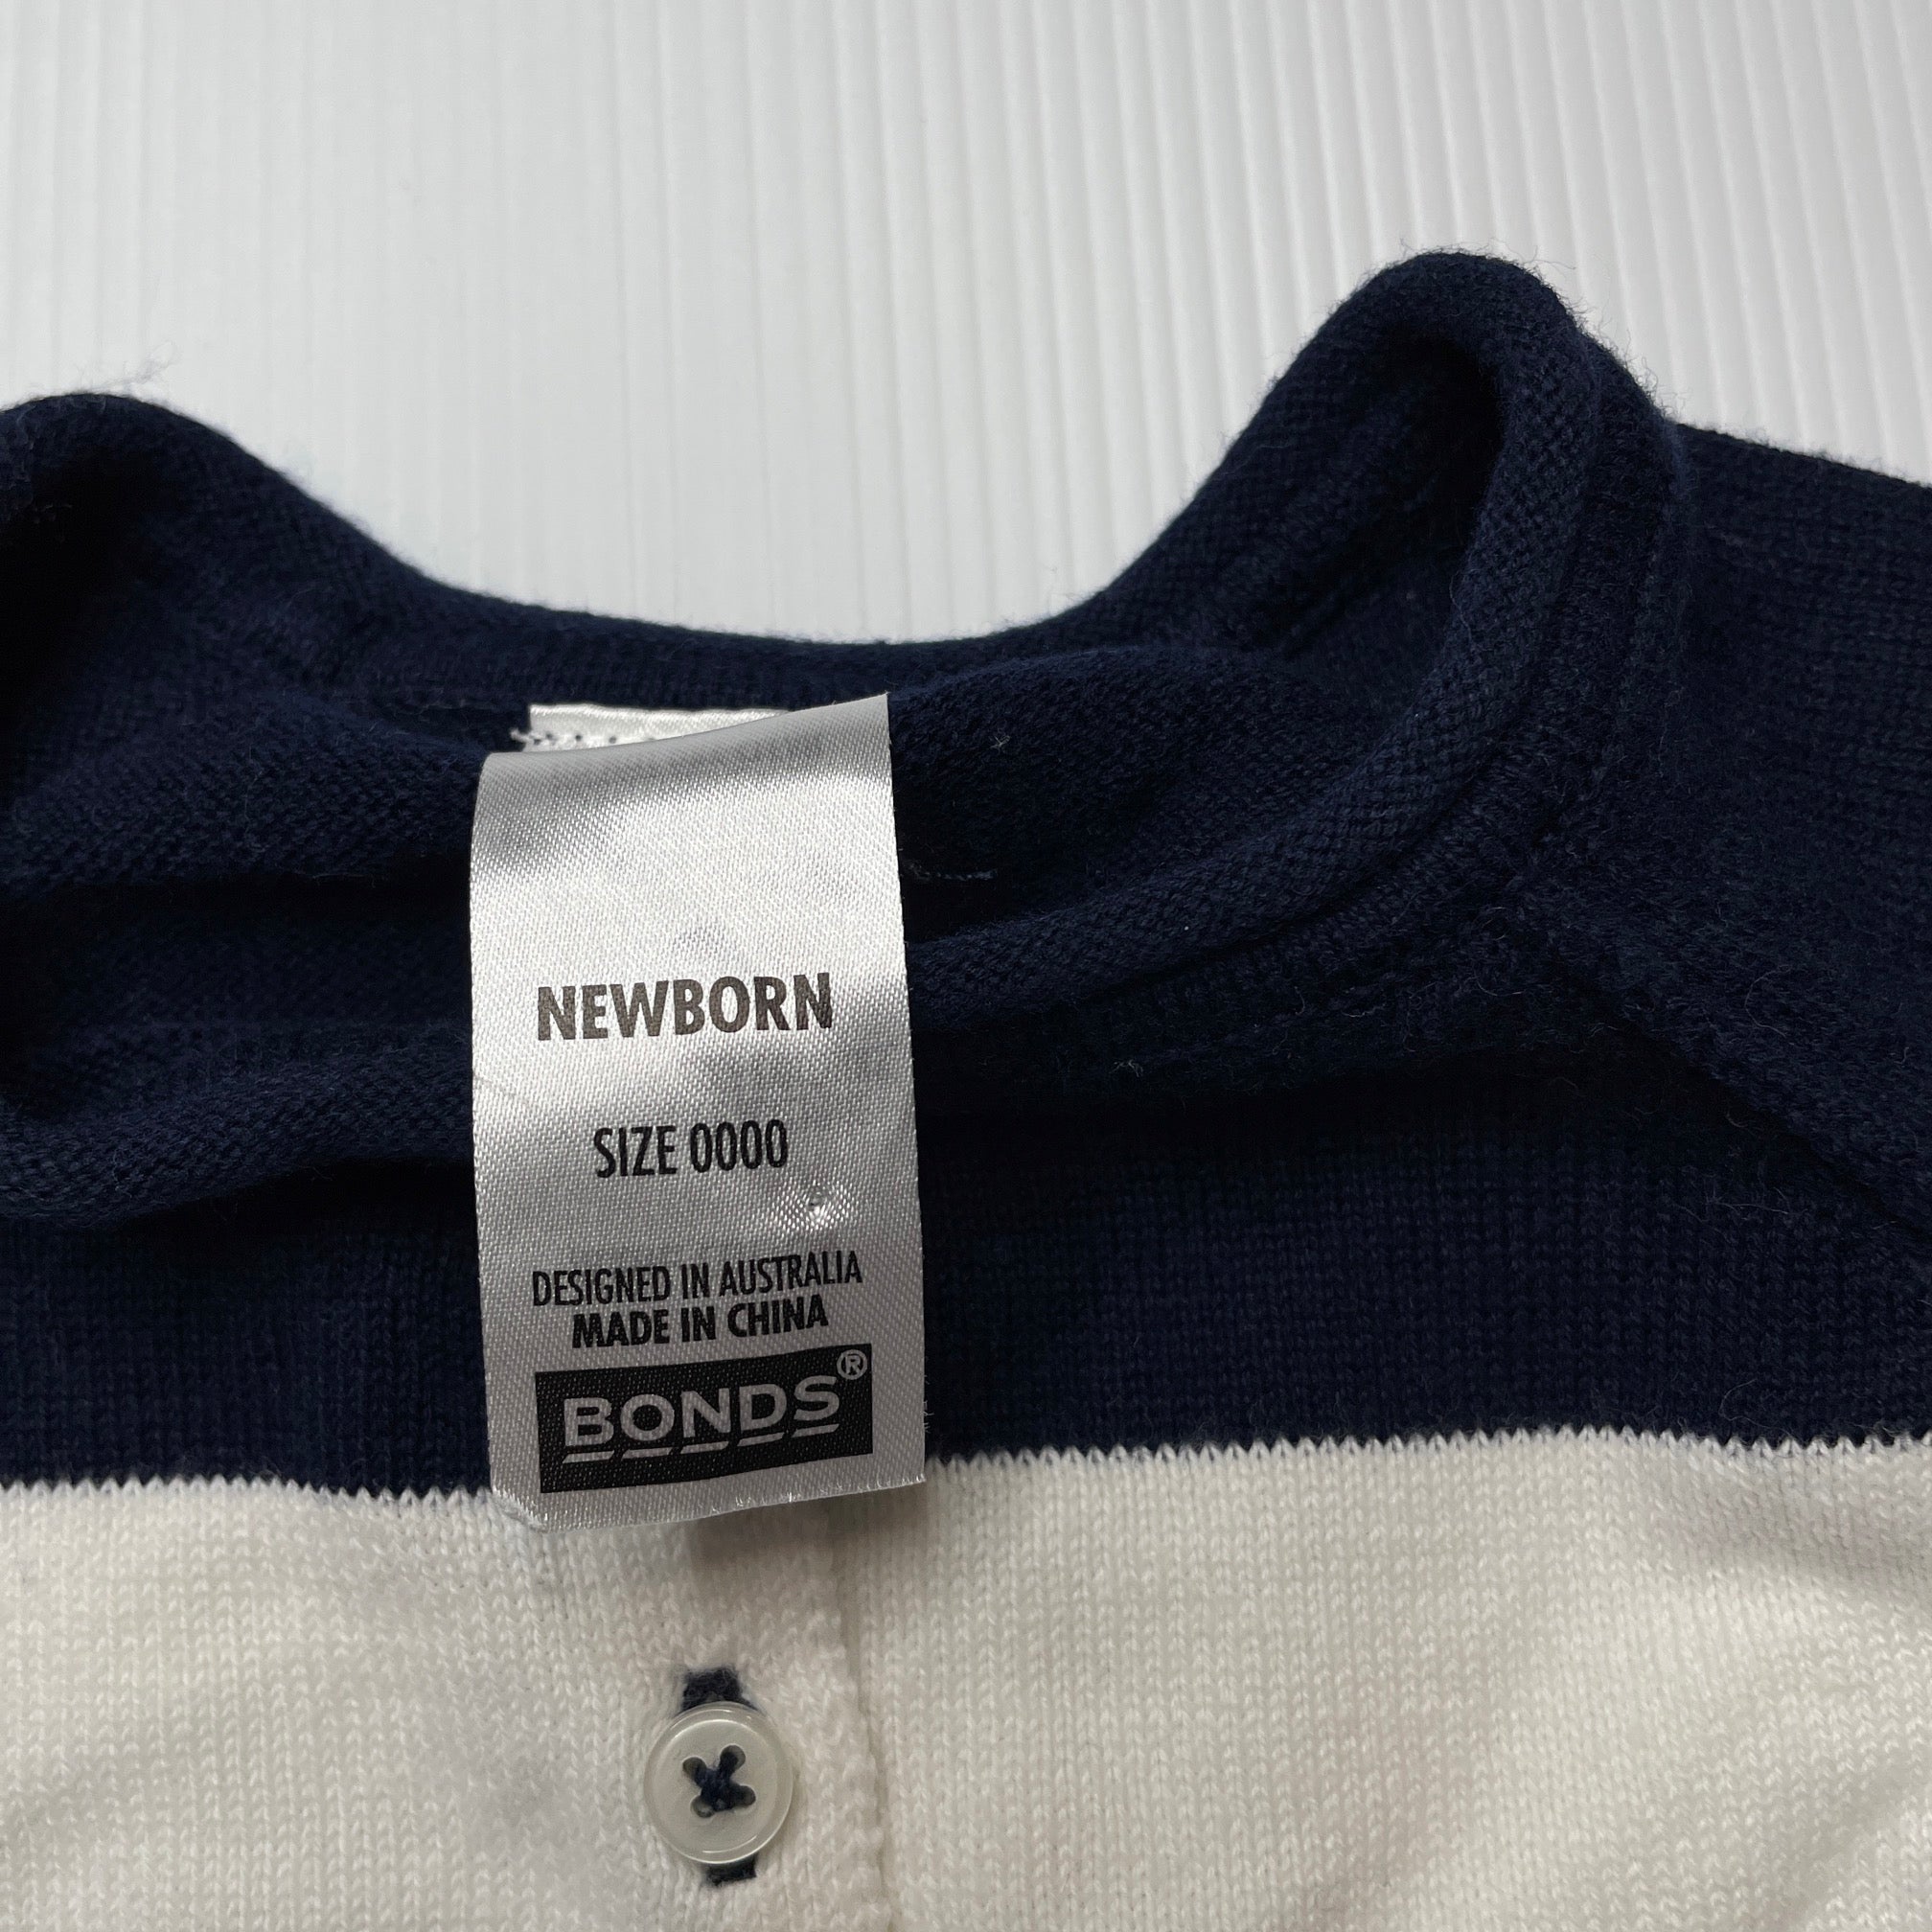 NEWBORN
SIZE 0000
DESIGNED IN AUSTRALIA
MADE IN CHINA
BONDS®